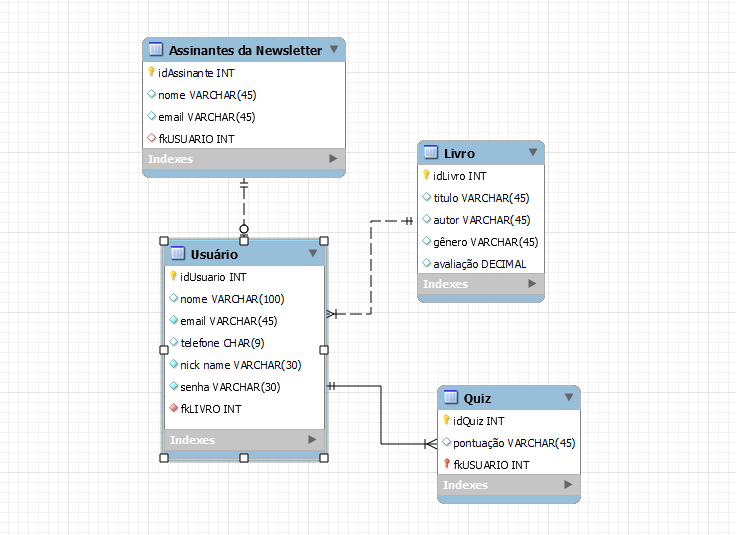 Assinantes da Newsletter
idAssinante INT
nome VARCHAR(45)
email VARCHAR(45)
fkUSUARIO INT
Indexes
Livro
idLivro INT
titulo VARCHAR(45)
autor VARCHAR(45)
gênero VARCHAR(45)
avaliação DECIMAL
Indexes
Usuário
idUsuario INT
nome VARCHAR(100)
email VARCHAR(45)
telefone CHAR(9)
nick name VARCHAR(30)
senha VARCHAR(30)
fkLIVRO INT
Indexes
Quiz
idQuiz INT
pontuação VARCHAR(45)
fkUSUARIO INT
Indexes